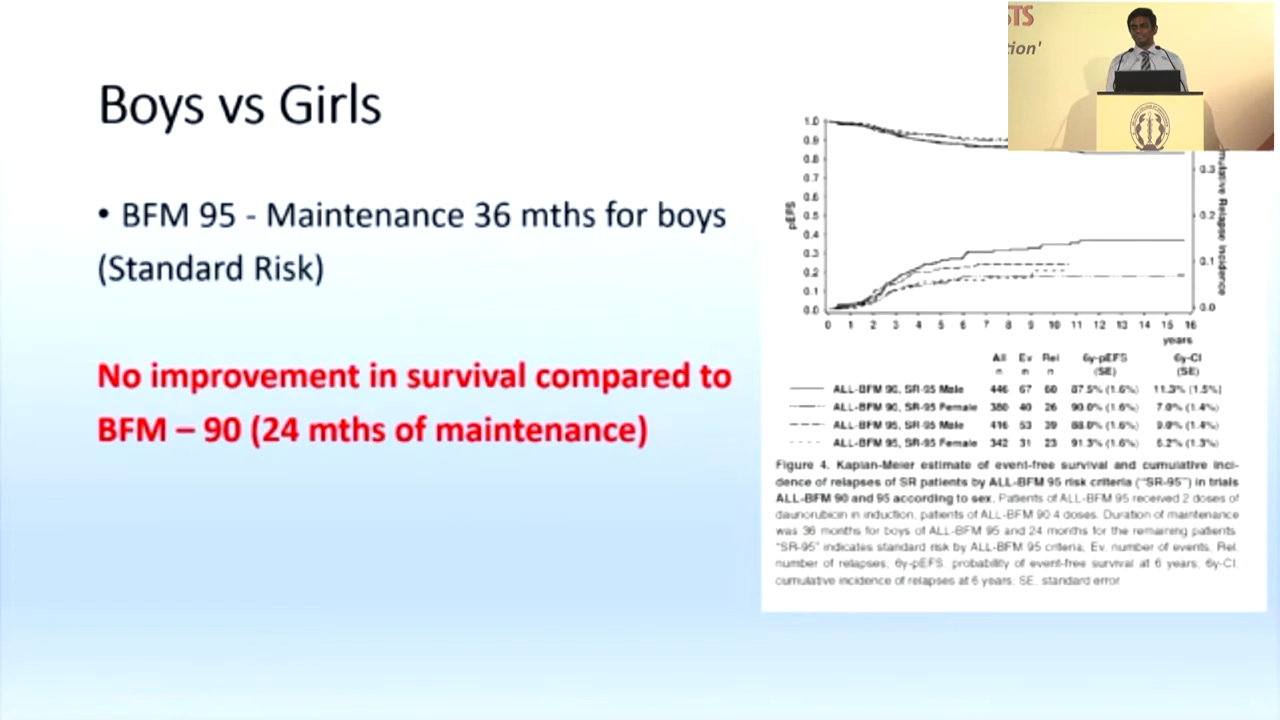 STS
tion'
Boys vs Girls
• BFM 95 - Maintenance 36 mths for boys
(Standard Risk)
No improvement in survival compared to
BFM – 90 (24 mths of maintenance)
1.0
0.9
0.8
0.7
0.6
0.5
0.4
0.3
0.2
0.1
0.0
pEFS
0.3
0.2
0.1
0.0
mulative Relapse Incidence
0 1 2 3 4 5 6 7 8 9 10 11 12 13 14 15 16
years
All Ev Rel 6y-pEFS 6y-CI
n n n (SE) (SE)
ALL-BFM 90, SR-95 Male 446 67 60 87.5% (1.6%) 11.3% (1.5%)
ALL-BFM 90, SR-95 Female 380 40 26 90.0% (1.6%) 7.0% (1.4%)
ALL-BFM 95, SR-95 Male 416 53 39 88.0% (1.6%) 9.0% (1.4%)
ALL-BFM 95, SR-95 Female 342 31 23 91.3% (1.6%) 6.2% (1.3%)
Figure 4. Kaplan-Meier estimate of event-free survival and cumulative inci-
dence of relapses of SR patients by ALL-BFM 95 risk criteria ("SR-95") in trials
ALL-BFM 90 and 95 according to sex. Patients of ALL-BFM 95 received 2 doses of
daunorubicin in induction, patients of ALL-BFM 90 4 doses. Duration of maintenance
was 36 months for boys of ALL-BFM 95 and 24 months for the remaining patients.
"SR-95" indicates standard risk by ALL-BFM 95 criteria; Ev, number of events; Rel,
number of relapses; 6y-pEFS, probability of event-free survival at 6 years; 6y-CI,
cumulative incidence of relapses at 6 years; SE, standard error